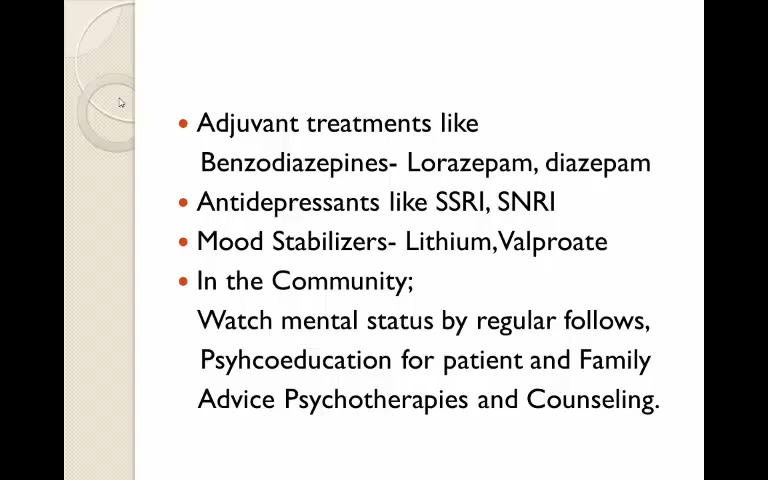 • Adjuvant treatments like
Benzodiazepines- Lorazepam, diazepam
• Antidepressants like SSRI, SNRI
• Mood Stabilizers- Lithium,Valproate
• In the Community;
Watch mental status by regular follows,
Psyhcoeducation for patient and Family
Advice Psychotherapies and Counseling.